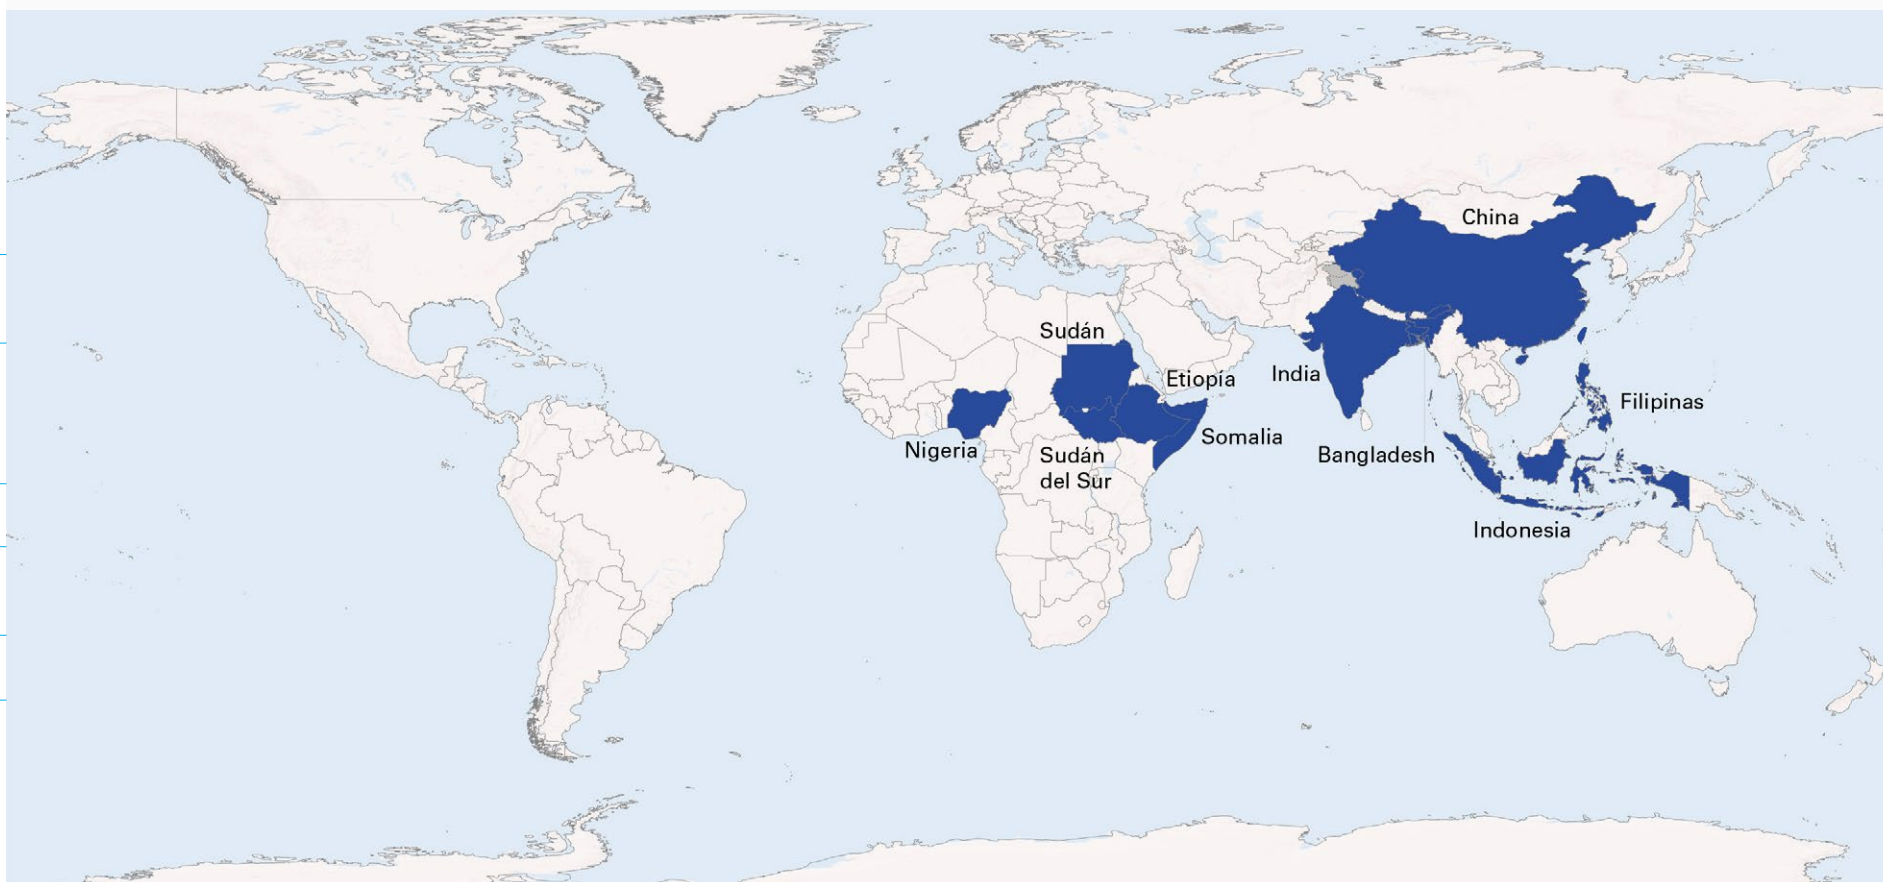 China
Sudán
Etiopía
India
Filipinas
Nigeria
Somalia
Sudán
del Sur
Bangladesh
Indonesia